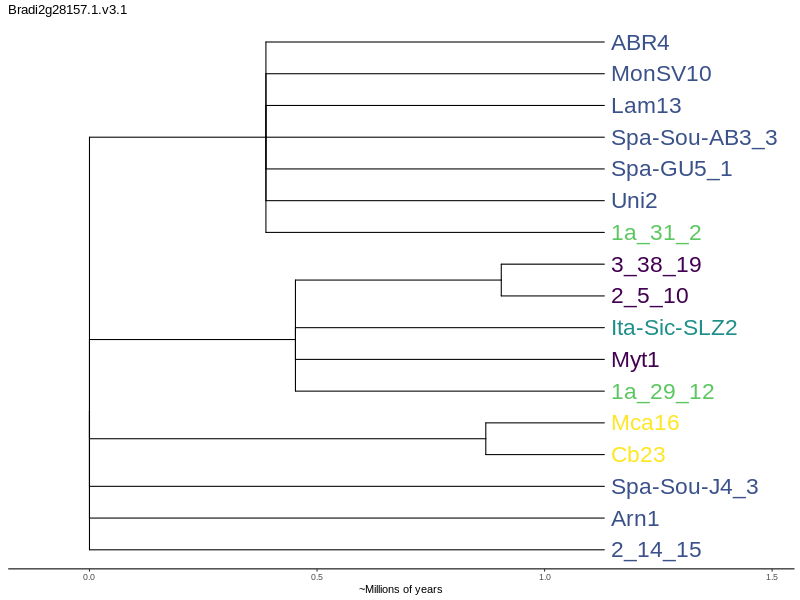 Bradi2g28157.1.v3.1
ABR4
MonSV10
Lam13
Spa-Sou-AB3_3
Spa-GU5_1
Uni2
1a_31_2
3_38_19
2_5_10
Ita-Sic-SLZ2
Myt1
1a_29_12
Mca16
Cb23
Spa-Sou-J4_3
Arn1
2_14_15
0.0 0.5 1.0 1.5
~Millions of years